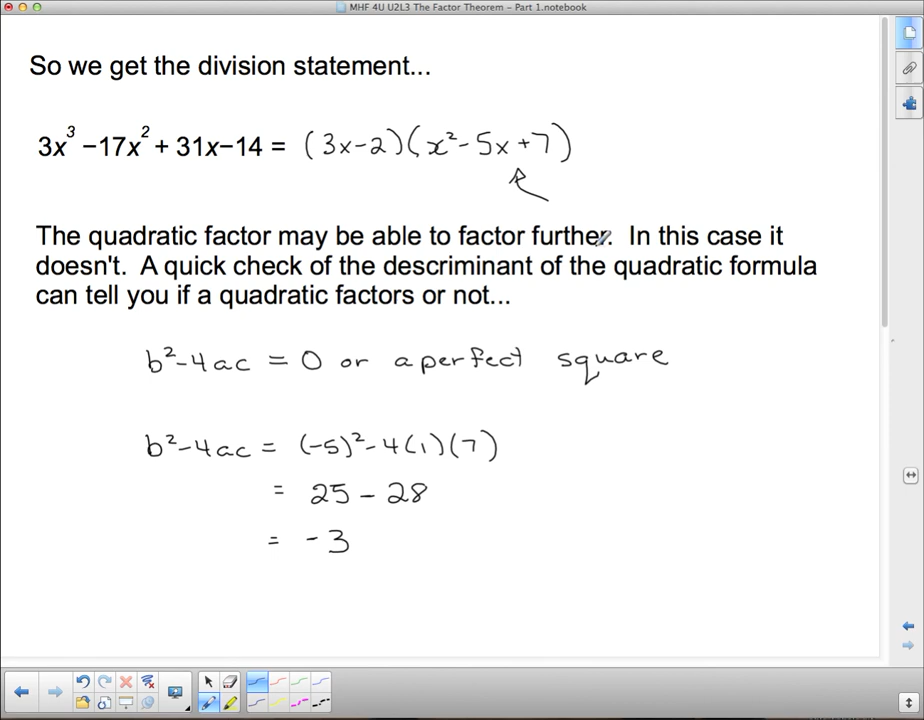 MHF 4U U2L3 The Factor Theorem - Part 1.notebook
So we get the division statement...
3x³ −17x² + 31x−14 = (3x-2)(x²-5x+7)
The quadratic factor may be able to factor further. In this case it
doesn't. A quick check of the descriminant of the quadratic formula
can tell you if a quadratic factors or not...
b²-4ac = 0 or a perfect square
b²-4ac = (-5)²-4(1)(7)
= 25 - 28
= -3